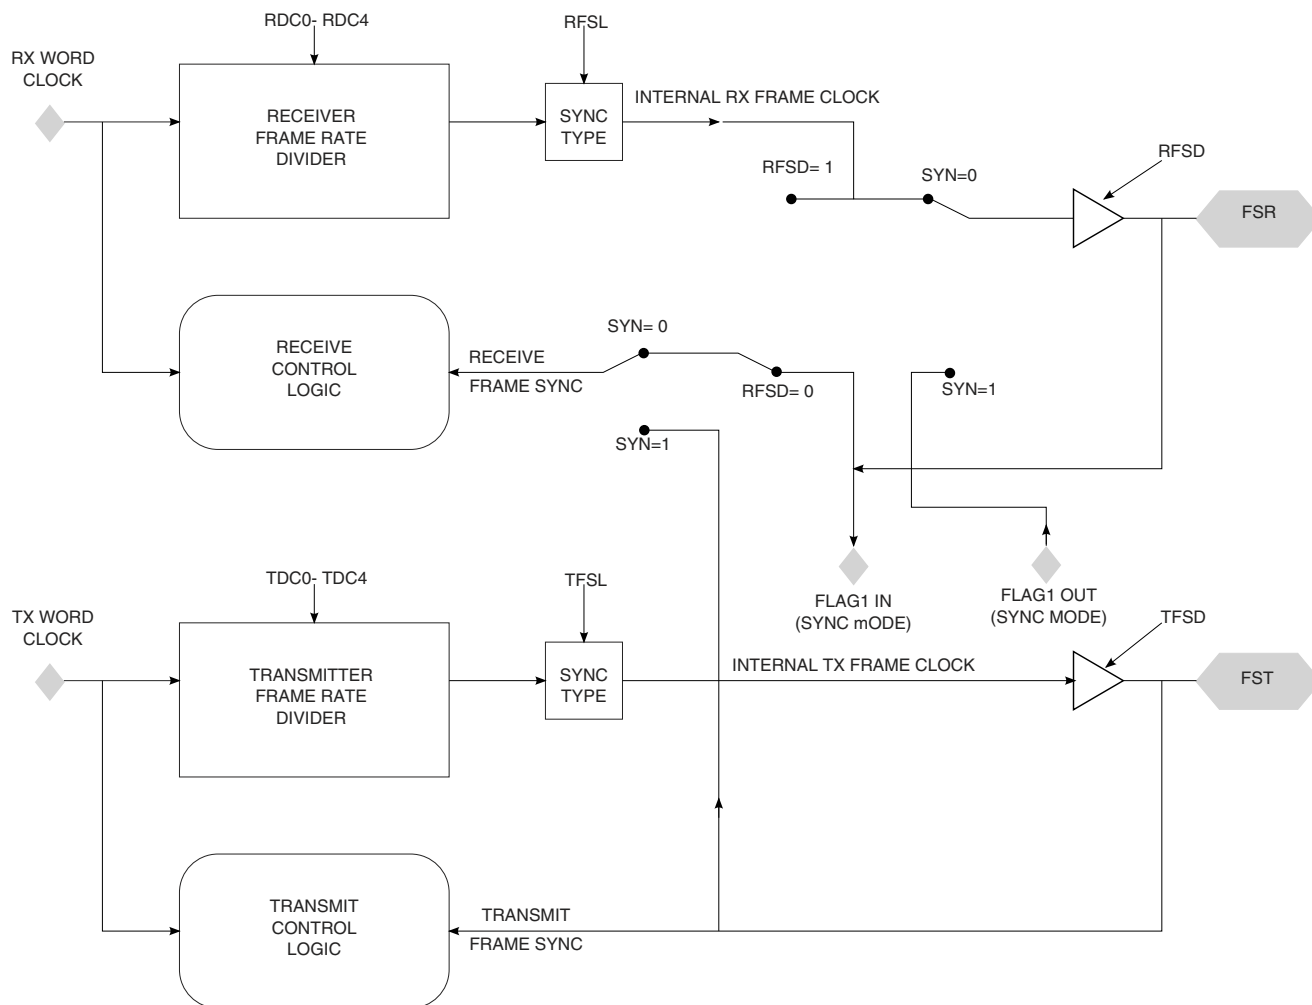 RDC0- RDC4
RFSL
RX WORD
CLOCK
RECEIVER
FRAME RATE
DIVIDER
SYNC
TYPE
INTERNAL RX FRAME CLOCK
RFSD= 1
SYN=0
RFSD
FSR
RECEIVE
CONTROL
LOGIC
RECEIVE
FRAME SYNC
SYN= 0
RFSD= 0
SYN=1
SYN=1
FLAG1 IN
(SYNC mODE)
FLAG1 OUT
(SYNC MODE)
TDC0- TDC4
TFSL
TX WORD
CLOCK
TRANSMITTER
FRAME RATE
DIVIDER
SYNC
TYPE
INTERNAL TX FRAME CLOCK
TFSD
FST
TRANSMIT
CONTROL
LOGIC
TRANSMIT
FRAME SYNC